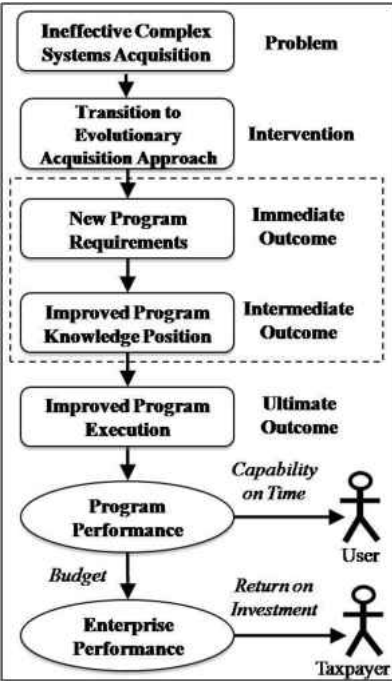 Ineffective Complex
Systems Acquisition
Problem
Transition to
Evolutionary
Acquisition Approach
Intervention
New Program
Requirements
Immediate
Outcome
Improved Program
Knowledge Position
Intermediate
Outcome
Improved Program
Execution
Ultimate
Outcome
Capability
on Time
Program
Performance
User
Budget
Return on
Investment
Enterprise
Performance
Taxpayer